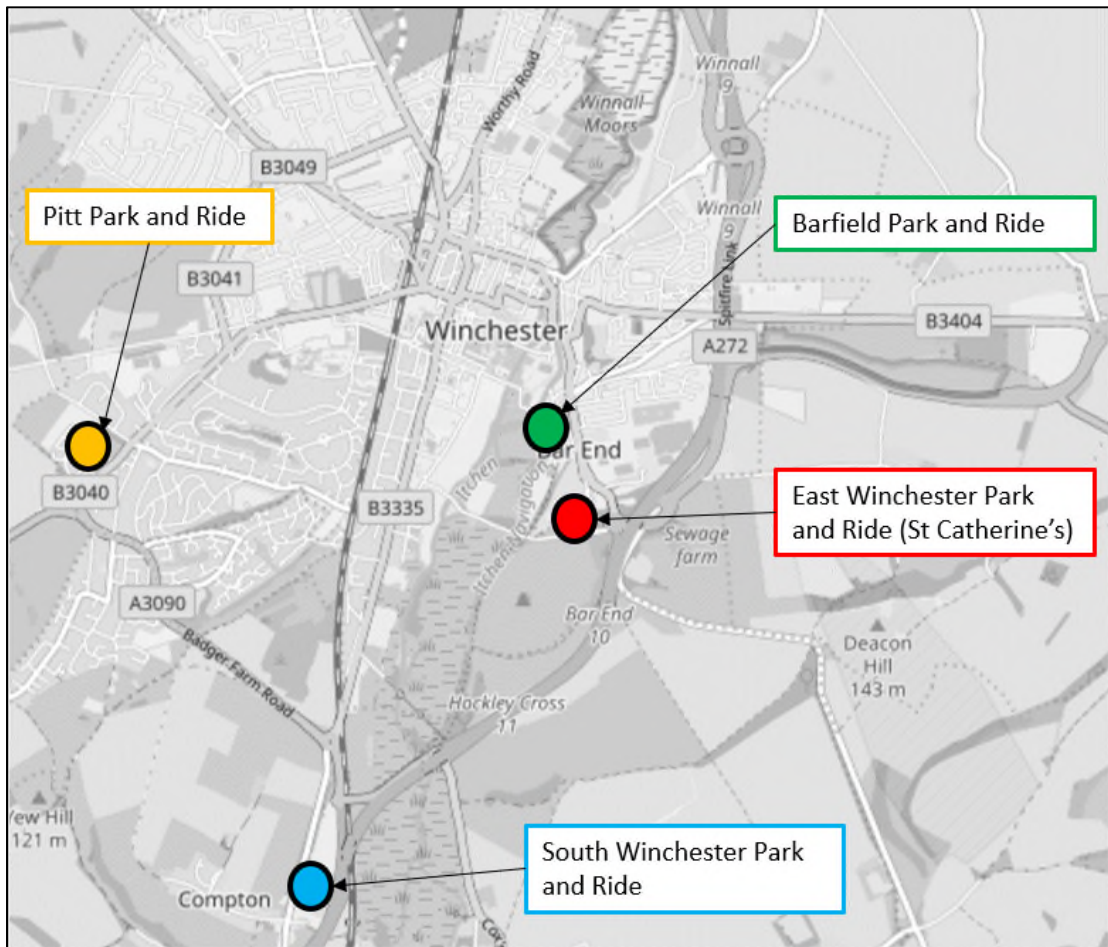 Winnall
9
Worthy Road
Winnall
Moors
B3049
Pitt Park and Ride
Barfield Park and Ride
Winnall
9
B3041
Spitfire Link
Winchester
B3404
A272
Bar End
Itchen
Itchen Navigation
B3040
B3335
East Winchester Park
and Ride (St Catherine's)
Sewage
farm
A3090
Bar End
10
Deacon
Hill
143 m
Badger Farm Road
Hockley Cross
11
Yew Hill
121 m
South Winchester Park
and Ride
Compton